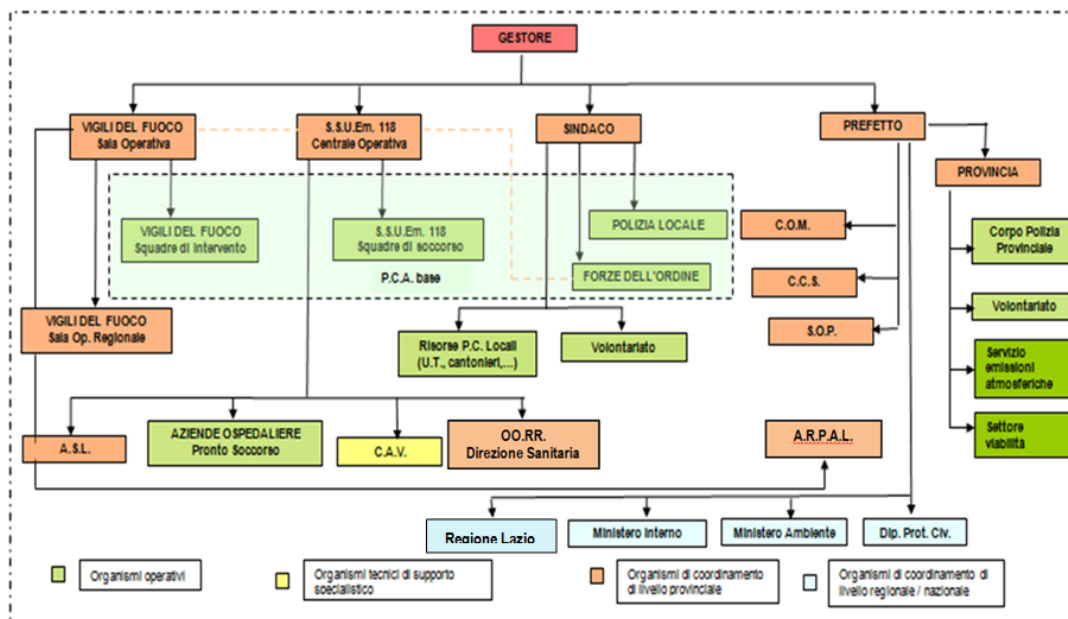 GESTORE
VIGILI DEL FUOCO
Sala Operativa
S.S.U.Em. 118
Centrale Operativa
SINDACO
PREFETTO
PROVINCIA
VIGILI DEL FUOCO
Squadre di Intervento
S.S.U.Em. 118
Squadre di soccorso
POLIZIA LOCALE
P.C.A. base
FORZE DELL'ORDINE
C.O.M.
C.C.S.
S.O.P.
Corpo Polizia
Provinciale
Volontariato
Servizio
emissioni
atmosferiche
Settore
viabilità
VIGILI DEL FUOCO
Sala Op. Regionale
Risorse P.C. Locali
(U.T., cantonieri,...)
Volontariato
A.S.L.
AZIENDE OSPEDALIERE
Pronto Soccorso
C.A.V.
OO.RR.
Direzione Sanitaria
A.R.P.A.L.
Regione Lazio
Ministero Interno
Ministero Ambiente
Dip. Prot. Civ.
Organismi operativi
Organismi tecnici di supporto
specialistico
Organismi di coordinamento
di livello provinciale
Organismi di coordinamento di
livello regionale / nazionale